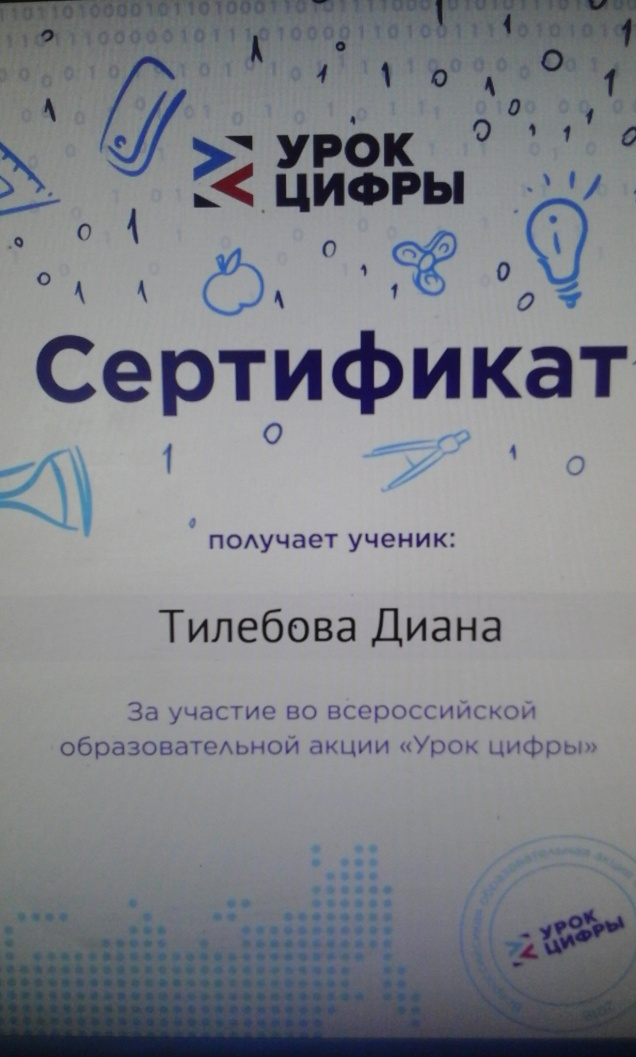 УРОК
ЦИФРЫ
Сертификат
получает ученик:
Тилебова Диана
За участие во всероссийской
образовательной акции «Урок цифры»
УРОК
ЦИФРЫ